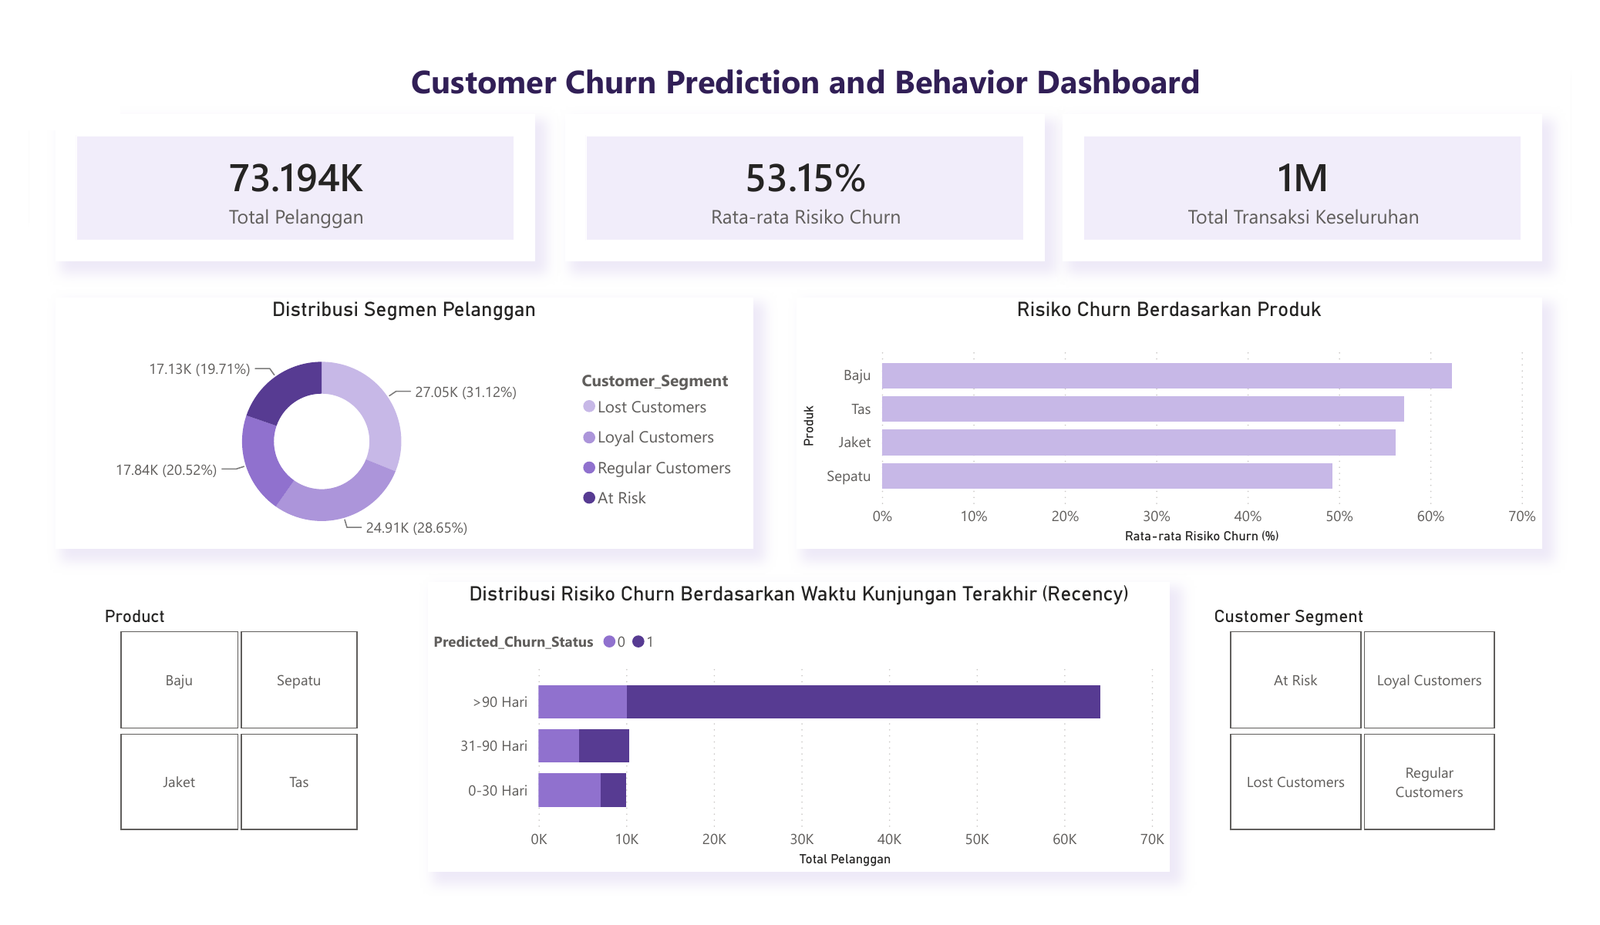 Customer Churn Prediction and Behavior Dashboard
73.194K
Total Pelanggan
53.15%
Rata-rata Risiko Churn
1M
Total Transaksi Keseluruhan
Distribusi Segmen Pelanggan
17.13K (19.71%)
27.05K (31.12%)
17.84K (20.52%)
24.91K (28.65%)
Customer_Segment
Lost Customers
Loyal Customers
Regular Customers
At Risk
Risiko Churn Berdasarkan Produk
Produk
Baju
Tas
Jaket
Sepatu
0% 10% 20% 30% 40% 50% 60% 70%
Rata-rata Risiko Churn (%)
Product
Baju
Sepatu
Jaket
Tas
Distribusi Risiko Churn Berdasarkan Waktu Kunjungan Terakhir (Recency)
Predicted_Churn_Status 0 1
>90 Hari
31-90 Hari
0-30 Hari
0K 10K 20K 30K 40K 50K 60K 70K
Total Pelanggan
Customer Segment
At Risk
Loyal Customers
Lost Customers
Regular
Customers